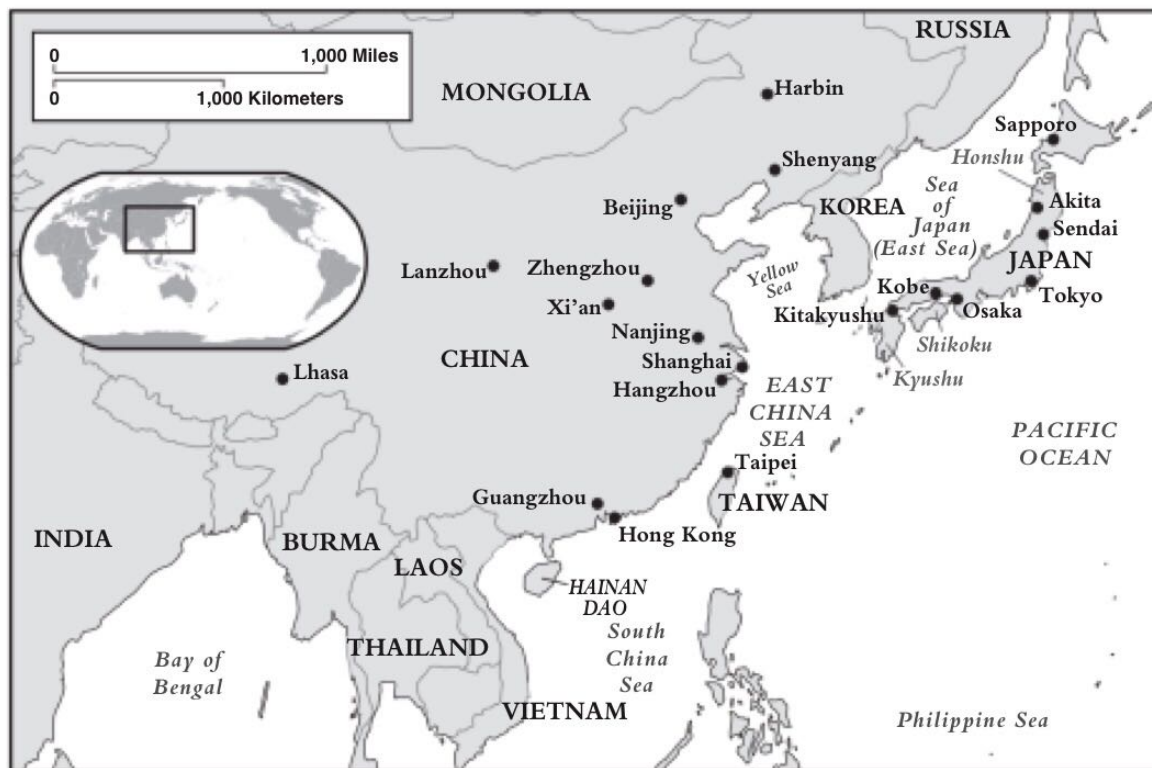 0 1,000 Miles
0 1,000 Kilometers
RUSSIA
MONGOLIA
Harbin
Sapporo
Honshu
Shenyang
Sea
of
Japan
(East Sea)
Akita
Beijing
KOREA
Sendai
JAPAN
Lanzhou
Zhengzhou
Yellow
Sea
Kobe
Tokyo
Xi’an
Kitakyushu
Osaka
Nanjing
Shikoku
CHINA
Shanghai
Lhasa
Kyushu
Hangzhou
EAST
CHINA
SEA
PACIFIC
OCEAN
Taipei
Guangzhou
TAIWAN
Hong Kong
INDIA
BURMA
LAOS
HAINAN
DAO
THAILAND
South
China
Sea
Bay of
Bengal
VIETNAM
Philippine Sea